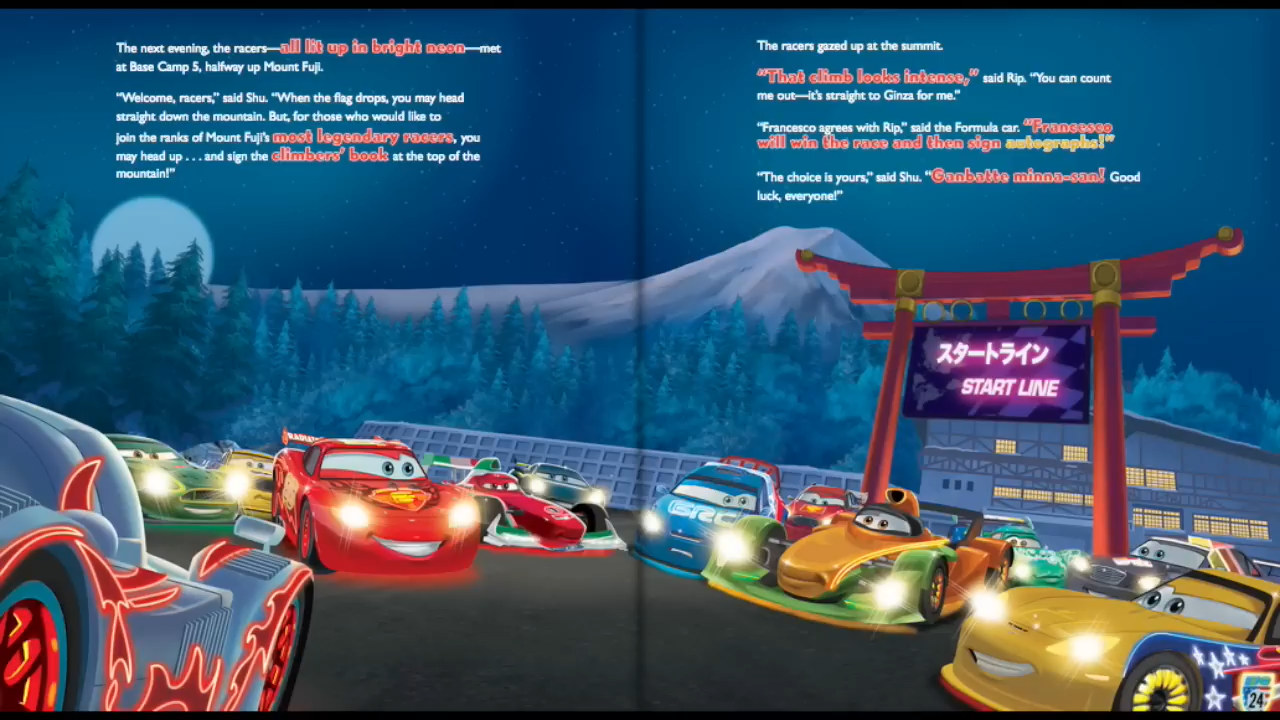 The next evening, the racers—all lit up in bright neon—met
at Base Camp 5, halfway up Mount Fuji.
“Welcome, racers,” said Shu. “When the flag drops, you may head
straight down the mountain. But, for those who would like to
join the ranks of Mount Fuji’s most legendary racers, you
may head up . . . and sign the climbers’ book at the top of the
mountain!”
The racers gazed up at the summit.
“That climb looks intense,” said Rip. “You can count
me out—it’s straight to Ginza for me.”
“Francesco agrees with Rip,” said the Formula car. “Francesco
will win the race and then sign autographs!”
“The choice is yours,” said Shu. “Ganbatte minna-san! Good
luck, everyone!”
スタートライン
START LINE
24